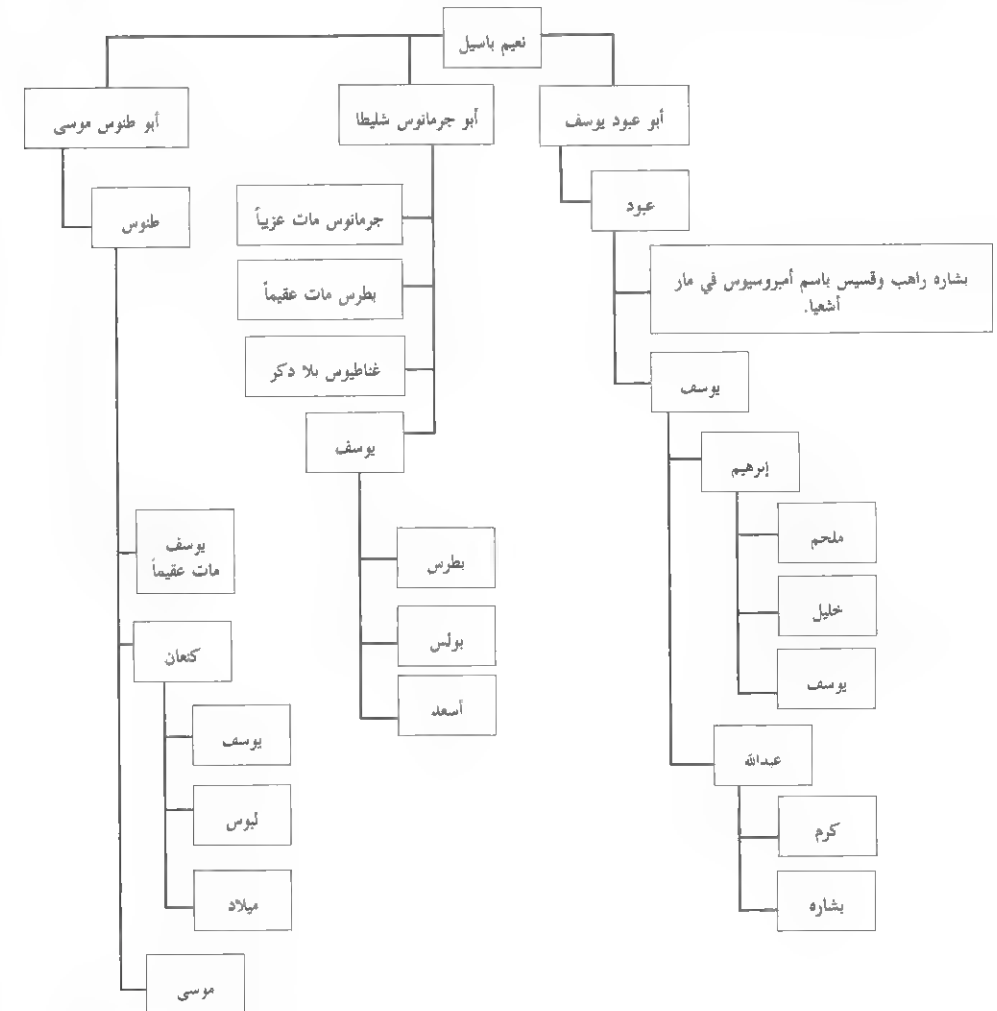 نعيم باسيل
أبو عبود يوسف
أبو جرمانوس شليطا
أبو طنوس موسى
عبود
بشاره راهب وقسيس باسم أمبروسيوس في مار
أشعيا.
يوسف
إبرهيم
ملحم
خليل
يوسف
عبدالله
كرم
بشاره
جرمانوس مات عزيباً
بطرس مات عقيماً
غناطيوس بلا دكر
يوسف
بطرس
بولس
أسعد
طنوس
يوسف
مات عقيماً
كنعان
يوسف
لبوس
ميلاد
موسى